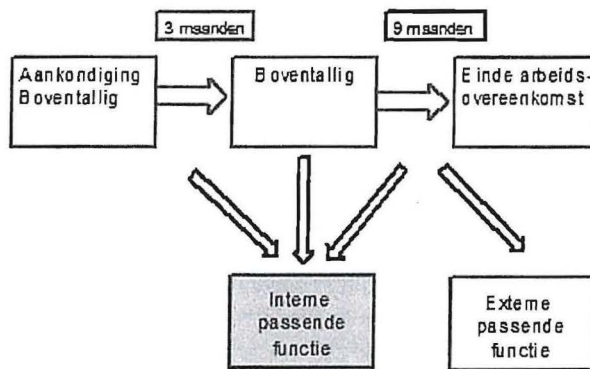 3 maanden
9 maanden
Aankondiging
Boventallig
Boventallig
Einde arbeids-
overeenkomst
Interne
passende
functie
Externe
passende
functie